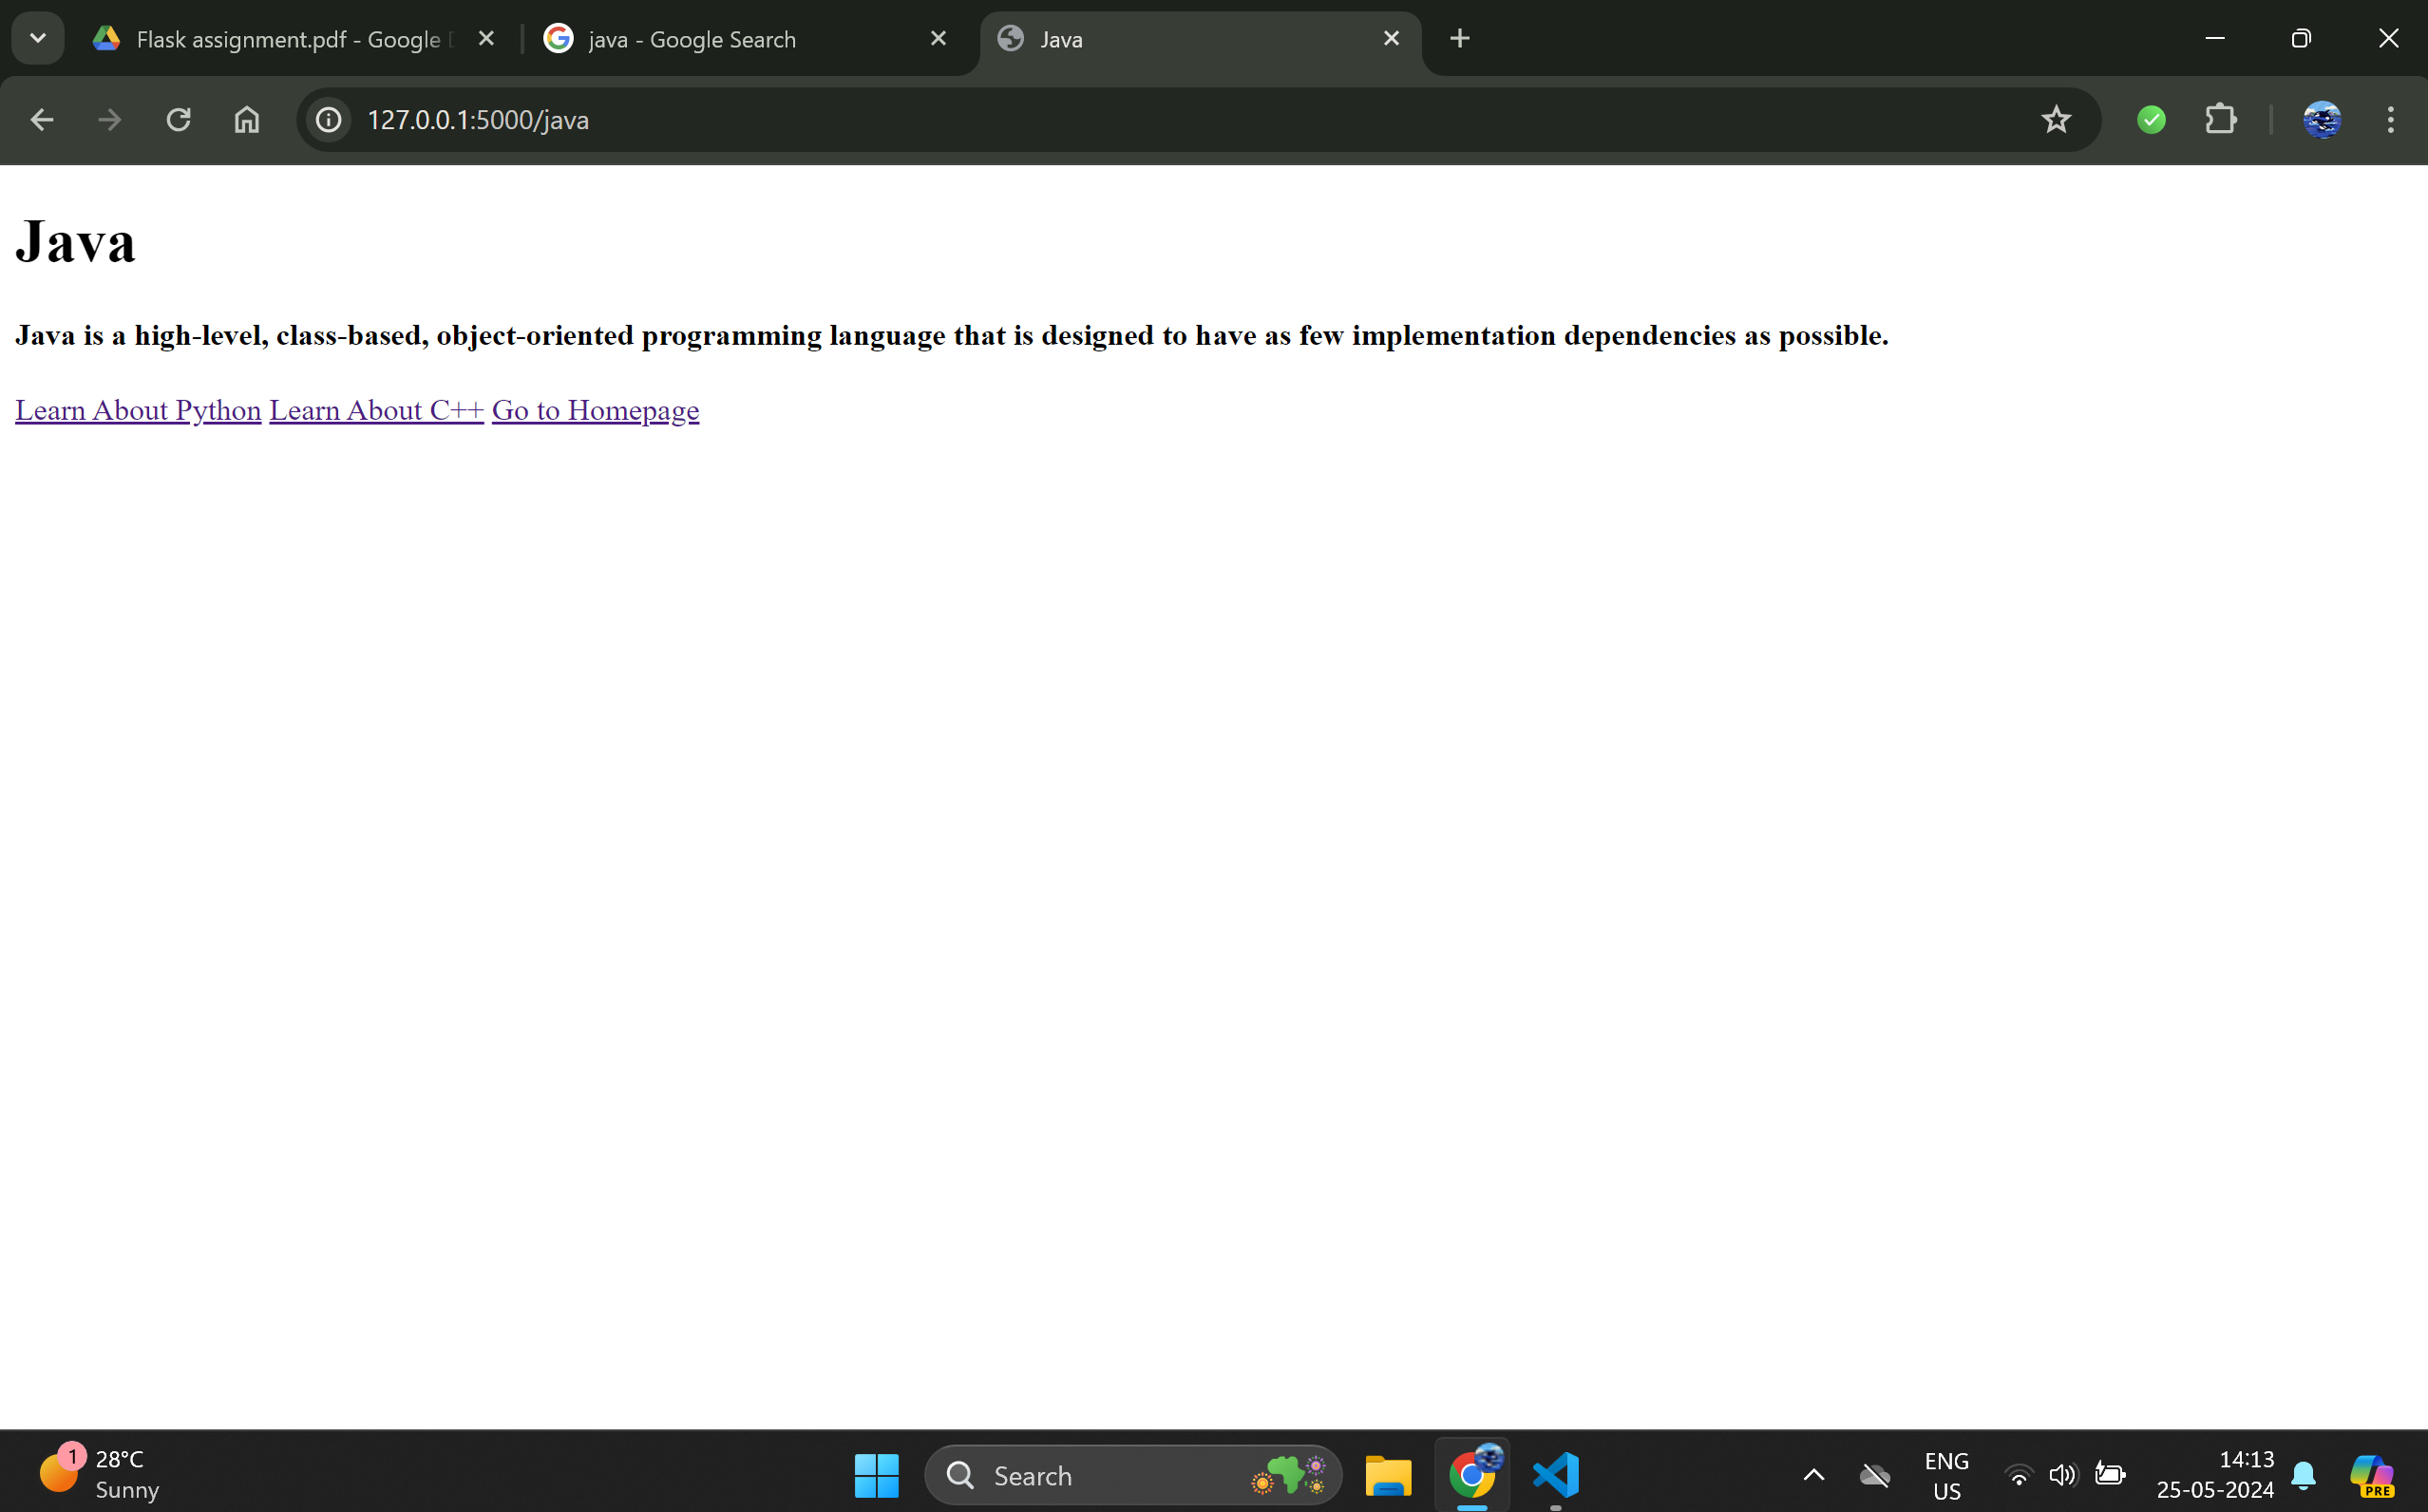 Flask assignment.pdf - Google
java - Google Search
Java
127.0.0.1:5000/java
Java
Java is a high-level, class-based, object-oriented programming language that is designed to have as few implementation dependencies as possible.
Learn About Python Learn About C++ Go to Homepage
1
28°C
Sunny
Search
ENG
US
14:13
25-05-2024
PRE